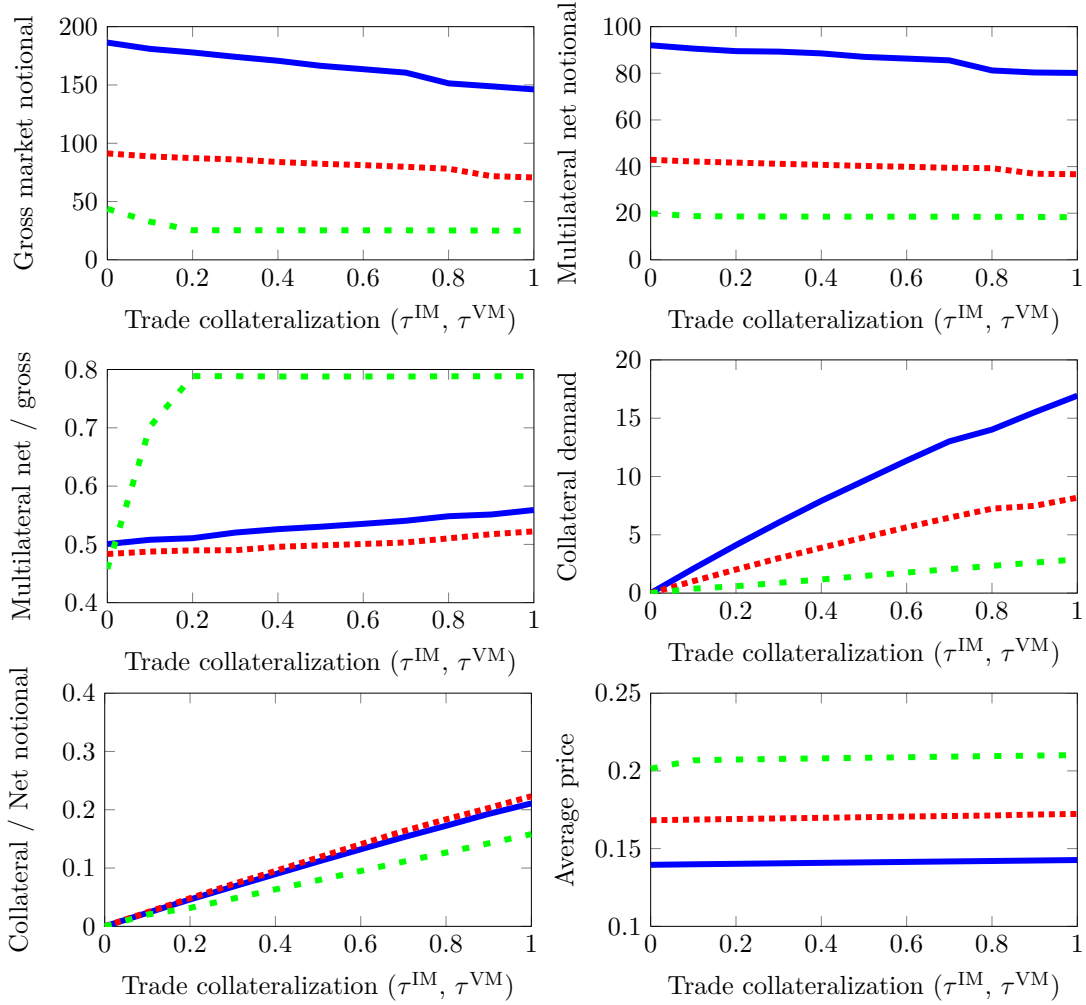 Gross market notional
200
150
100
50
0
0 0.2 0.4 0.6 0.8 1
Trade collateralization (τ^IM, τ^VM)
Multilateral net notional
100
80
60
40
20
0
0 0.2 0.4 0.6 0.8 1
Trade collateralization (τ^IM, τ^VM)
Multilateral net / gross
0.8
0.7
0.6
0.5
0.4
0 0.2 0.4 0.6 0.8 1
Trade collateralization (τ^IM, τ^VM)
Collateral demand
20
15
10
5
0
0 0.2 0.4 0.6 0.8 1
Trade collateralization (τ^IM, τ^VM)
Collateral / Net notional
0.4
0.3
0.2
0.1
0
0 0.2 0.4 0.6 0.8 1
Trade collateralization (τ^IM, τ^VM)
Average price
0.25
0.2
0.15
0.1
0 0.2 0.4 0.6 0.8 1
Trade collateralization (τ^IM, τ^VM)